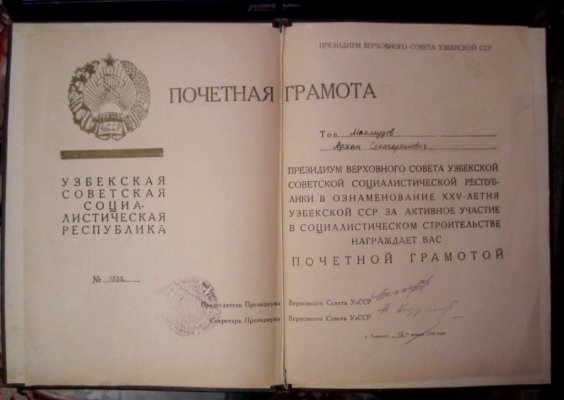 ПОЧЕТНАЯ ГРАМОТА
УЗБЕКСКАЯ
СОВЕТСКАЯ
СОЦИА-
ЛИСТИЧЕСКАЯ
РЕСПУБЛИКА
№
ПРЕЗИДИУМ ВЕРХОВНОГО СОВЕТА УЗБЕКСКОЙ ССР
Тов Махмудов
ПРЕЗИДИУМ ВЕРХОВНОГО СОВЕТА УЗБЕКСКОЙ
СОВЕТСКОЙ СОЦИАЛИСТИЧЕСКОЙ РЕСПУБ-
ЛИКИ В ОЗНАМЕНОВАНИЕ XXV-ЛЕТИЯ
УЗБЕКСКОЙ ССР ЗА АКТИВНОЕ УЧАСТИЕ
В СОЦИАЛИСТИЧЕСКОМ СТРОИТЕЛЬСТВЕ
НАГРАЖДАЕТ ВАС
ПОЧЕТНОЙ ГРАМОТОЙ
Председатель Президиума Верховного Совета УзССР
Секретарь Президиума Верховного Совета УзССР
г. Ташкент